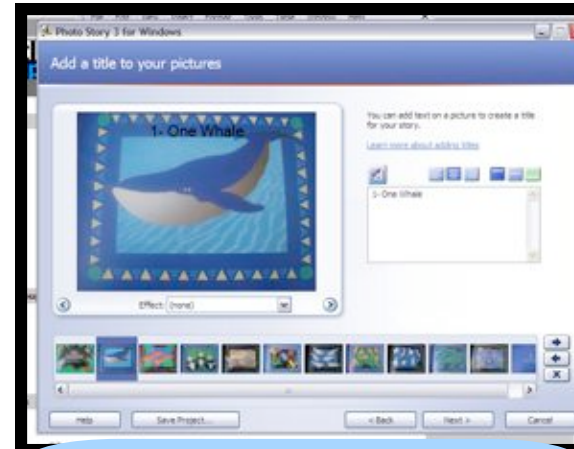 Photo Story 3 for Windows
Add a title to your pictures
1- One Whale
You can add text on a picture to create a title
for your story.
Learn more about adding titles
1- One Whale
Effect: (none)
Help
Save Project...
< Back
Next >
Cancel